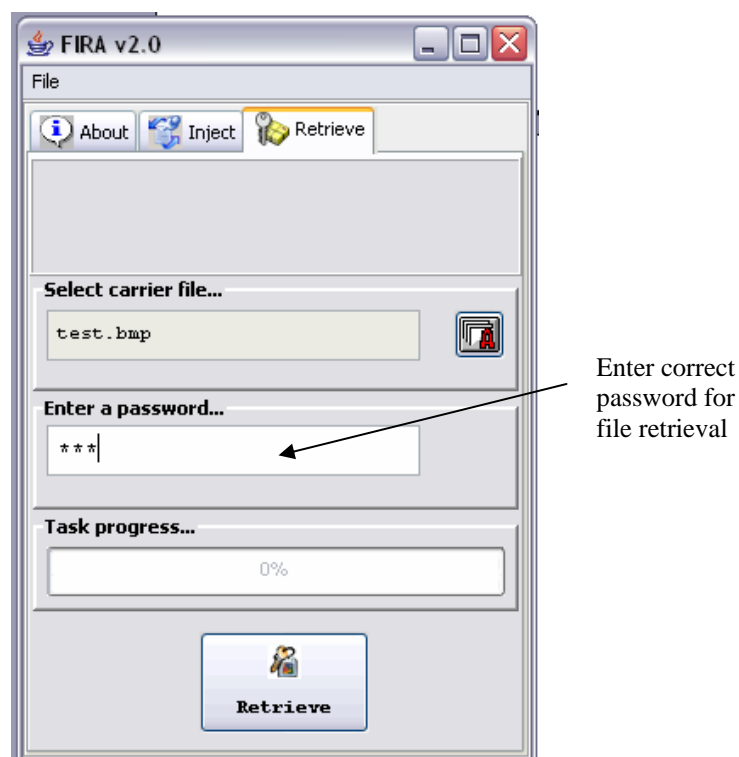 FIRA v2.0
File
About Inject Retrieve
Select carrier file...
test.bmp
Enter a password...
***
Task progress...
0%
Retrieve
Enter correct
password for
file retrieval